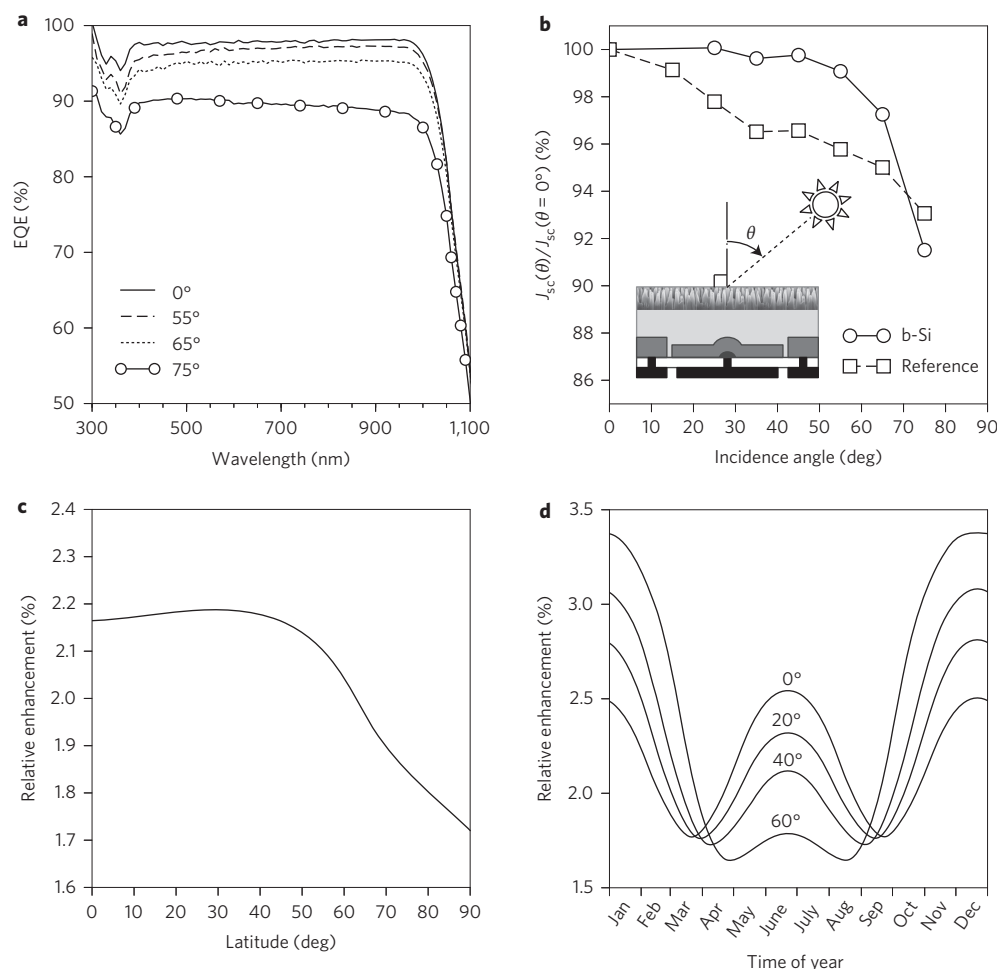 a
100
90
80
70
60
50
EQE (%)
0°
55°
65°
75°
300
500
700
900
1,100
Wavelength (nm)
b
100
98
96
94
92
90
88
86
Jsc(θ)/Jsc(θ = 0°) (%)
θ
b-Si
Reference
0
10
20
30
40
50
60
70
80
90
Incidence angle (deg)
c
2.4
2.3
2.2
2.1
2.0
1.9
1.8
1.7
1.6
Relative enhancement (%)
0
10
20
30
40
50
60
70
80
90
Latitude (deg)
d
3.5
3.0
2.5
2.0
1.5
Relative enhancement (%)
0°
20°
40°
60°
Jan
Feb
Mar
Apr
May
June
July
Aug
Sep
Oct
Nov
Dec
Time of year